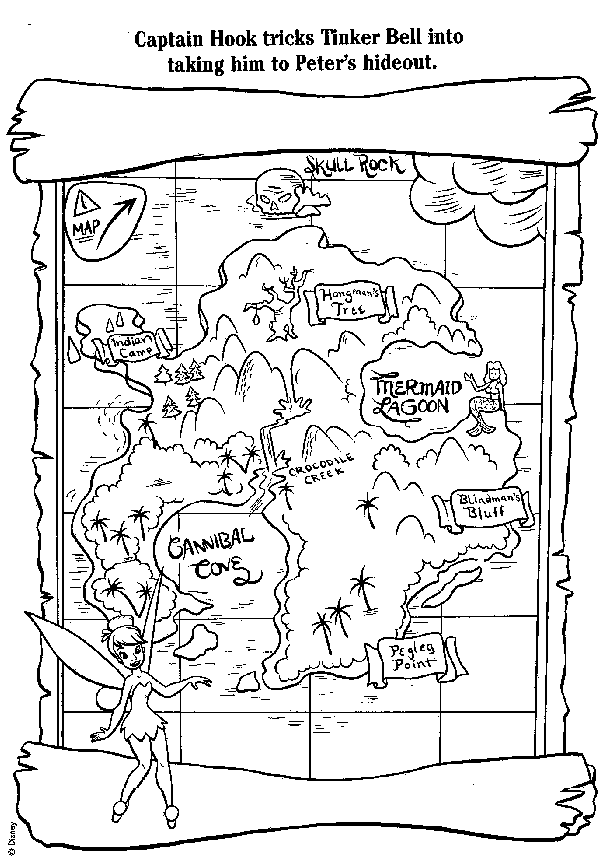 Captain Hook tricks Tinker Bell into
taking him to Peter's hideout.
SKULL ROCK
MAP
Hangman's
Tree
Indian
Camp
MERMAID
LAGOON
CROCODILE
CREEK
Blindman's
Bluff
CANNIBAL
COVE
Pegleg
Point
© Disney